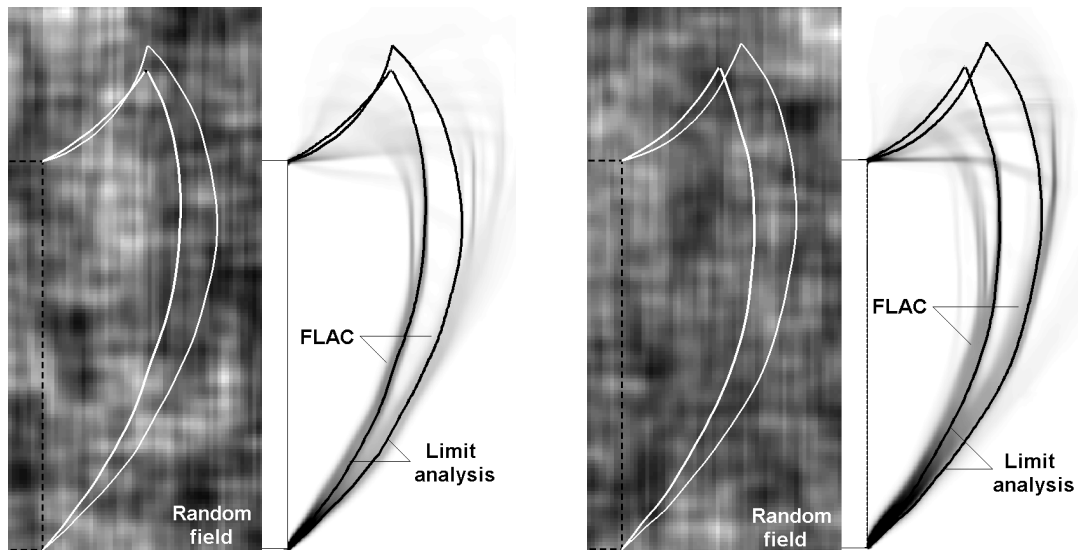 FLAC
Limit
analysis
Random
field
FLAC
Limit
analysis
Random
field